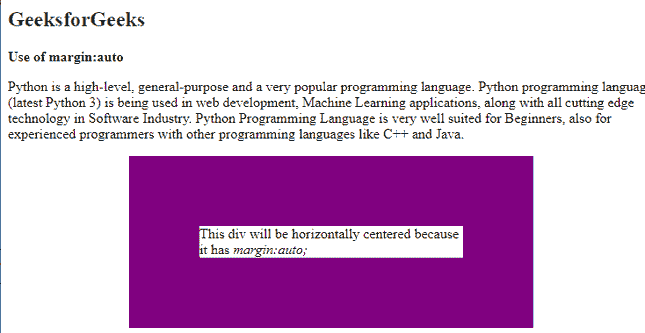 GeeksforGeeks
Use of margin:auto
Python is a high-level, general-purpose and a very popular programming language. Python programming languag
(latest Python 3) is being used in web development, Machine Learning applications, along with all cutting edge
technology in Software Industry. Python Programming Language is very well suited for Beginners, also for
experienced programmers with other programming languages like C++ and Java.
This div will be horizontally centered because
it has margin:auto;